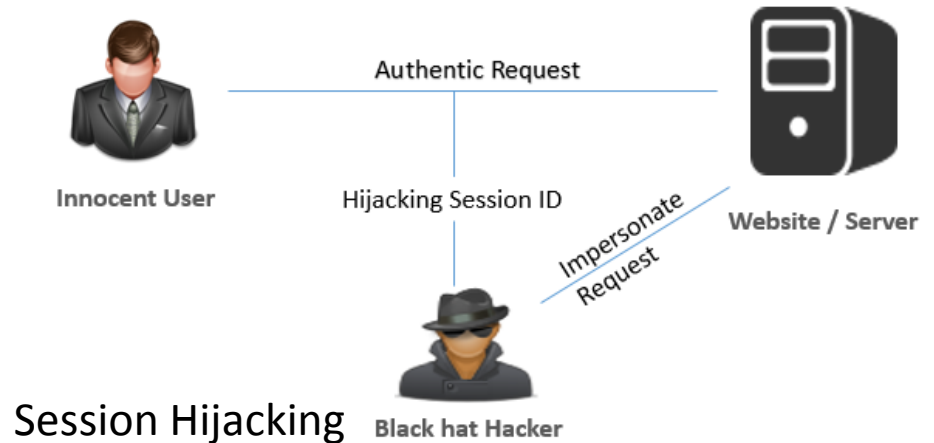 Authentic Request
Innocent User
Hijacking Session ID
Website / Server
Impersonate
Request
Session Hijacking
Black hat Hacker